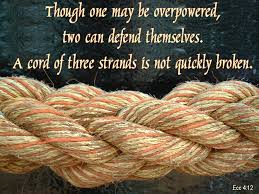 Though one may be overpowered,
two can defend themselves.
A cord of three strands is not quickly broken.
Ecc 4:12